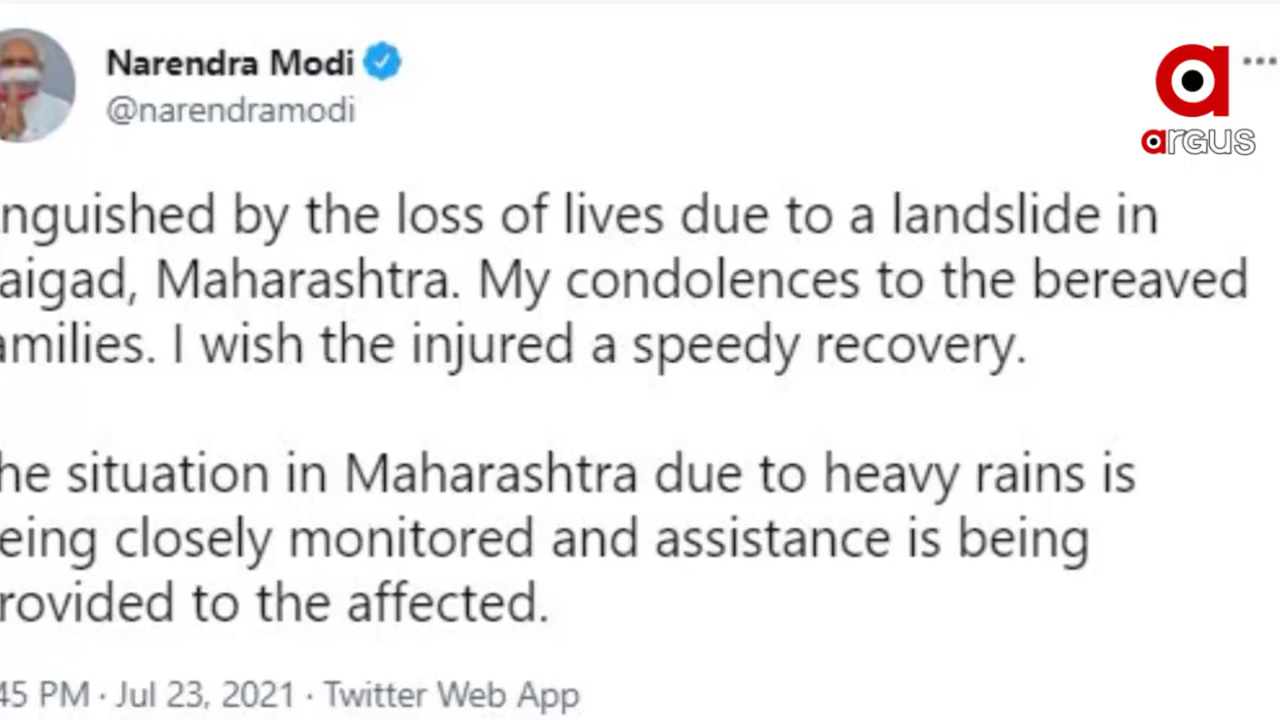 Narendra Modi
@narendramodi
argus
nguished by the loss of lives due to a landslide in
aigad, Maharashtra. My condolences to the bereaved
amilies. I wish the injured a speedy recovery.
he situation in Maharashtra due to heavy rains is
eing closely monitored and assistance is being
rovided to the affected.
45 PM · Jul 23, 2021 · Twitter Web App